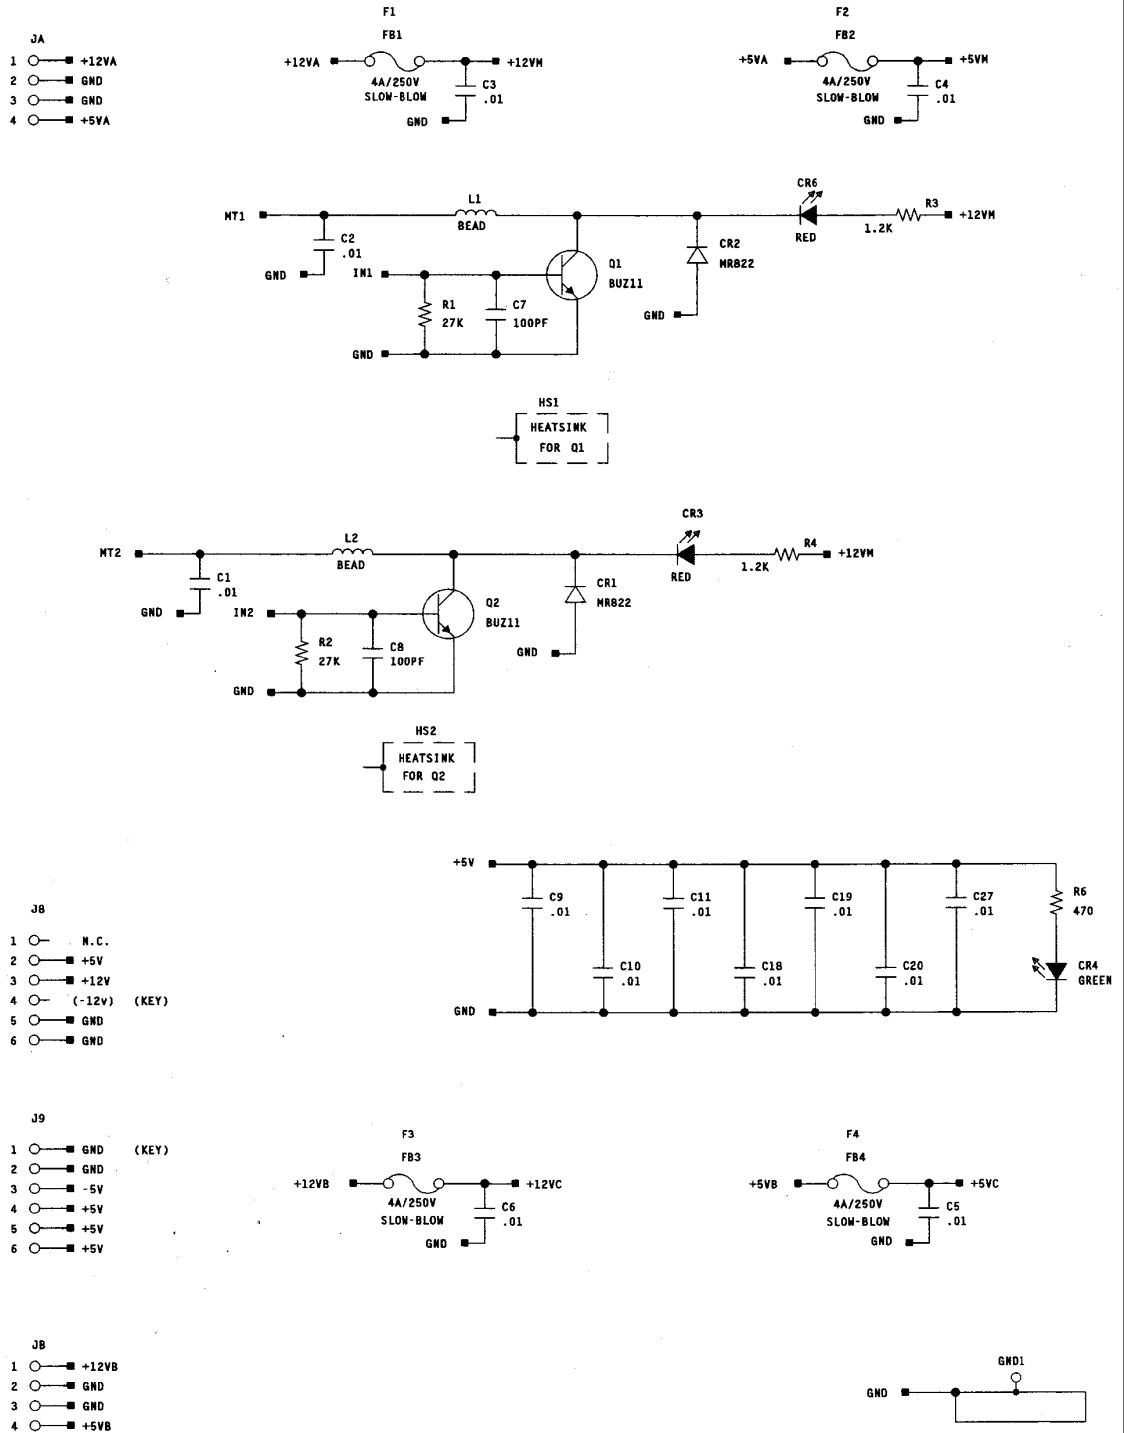 F1
FB1
+12VA
4A/250V
SLOW-BLOW
C3
.01
+12VM
GND
F2
FB2
+5VA
4A/250V
SLOW-BLOW
C4
.01
+5VM
GND
JA
1 +12VA
2 GND
3 GND
4 +5VA
MT1
C2
.01
GND
L1
BEAD
IN1
R1
27K
C7
100PF
GND
Q1
BUZ11
CR2
MR822
GND
CR6
RED
R3
1.2K
+12VM
HS1
HEATSINK
FOR Q1
MT2
C1
.01
GND
L2
BEAD
IN2
R2
27K
C8
100PF
GND
Q2
BUZ11
CR1
MR822
GND
CR3
RED
R4
1.2K
+12VM
HS2
HEATSINK
FOR Q2
+5V
C9
.01
C10
.01
C11
.01
C18
.01
C19
.01
C20
.01
C27
.01
R6
470
CR4
GREEN
GND
J8
1 N.C.
2 +5V
3 +12V
4 (-12v) (KEY)
5 GND
6 GND
J9
1 GND (KEY)
2 GND
3 -5V
4 +5V
5 +5V
6 +5V
F3
FB3
+12VB
4A/250V
SLOW-BLOW
C6
.01
+12VC
GND
F4
FB4
+5VB
4A/250V
SLOW-BLOW
C5
.01
+5VC
GND
JB
1 +12VB
2 GND
3 GND
4 +5VB
GND1
GND